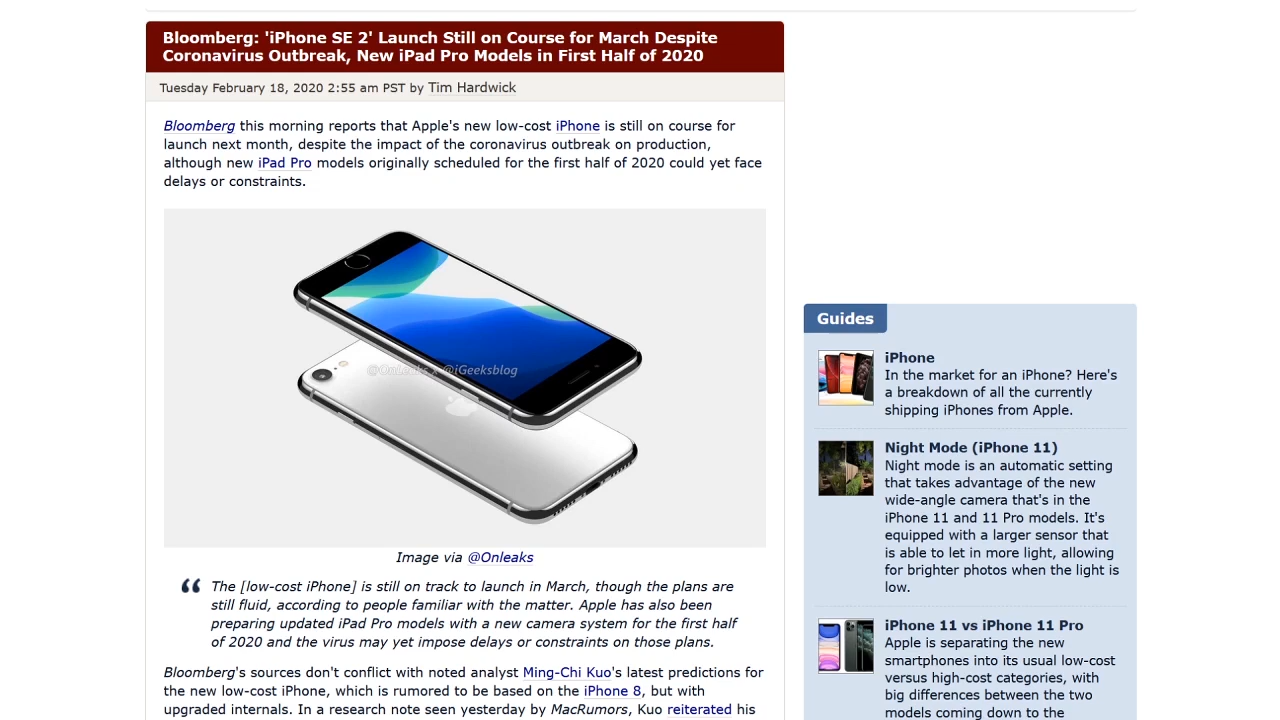 Bloomberg: 'iPhone SE 2' Launch Still on Course for March Despite
Coronavirus Outbreak, New iPad Pro Models in First Half of 2020
Tuesday February 18, 2020 2:55 am PST by Tim Hardwick
Bloomberg this morning reports that Apple's new low-cost iPhone is still on course for
launch next month, despite the impact of the coronavirus outbreak on production,
although new iPad Pro models originally scheduled for the first half of 2020 could yet face
delays or constraints.
@OnLeaks x @iGeeksblog
Image via @Onleaks
“ The [low-cost iPhone] is still on track to launch in March, though the plans are
still fluid, according to people familiar with the matter. Apple has also been
preparing updated iPad Pro models with a new camera system for the first half
of 2020 and the virus may yet impose delays or constraints on those plans.
Bloomberg's sources don't conflict with noted analyst Ming-Chi Kuo's latest predictions for
the new low-cost iPhone, which is rumored to be based on the iPhone 8, but with
upgraded internals. In a research note seen yesterday by MacRumors, Kuo reiterated his
Guides
iPhone
In the market for an iPhone? Here's
a breakdown of all the currently
shipping iPhones from Apple.
Night Mode (iPhone 11)
Night mode is an automatic setting
that takes advantage of the new
wide-angle camera that's in the
iPhone 11 and 11 Pro models. It's
equipped with a larger sensor that
is able to let in more light, allowing
for brighter photos when the light is
low.
iPhone 11 vs iPhone 11 Pro
Apple is separating the new
smartphones into its usual low-cost
versus high-cost categories, with
big differences between the two
models coming down to the